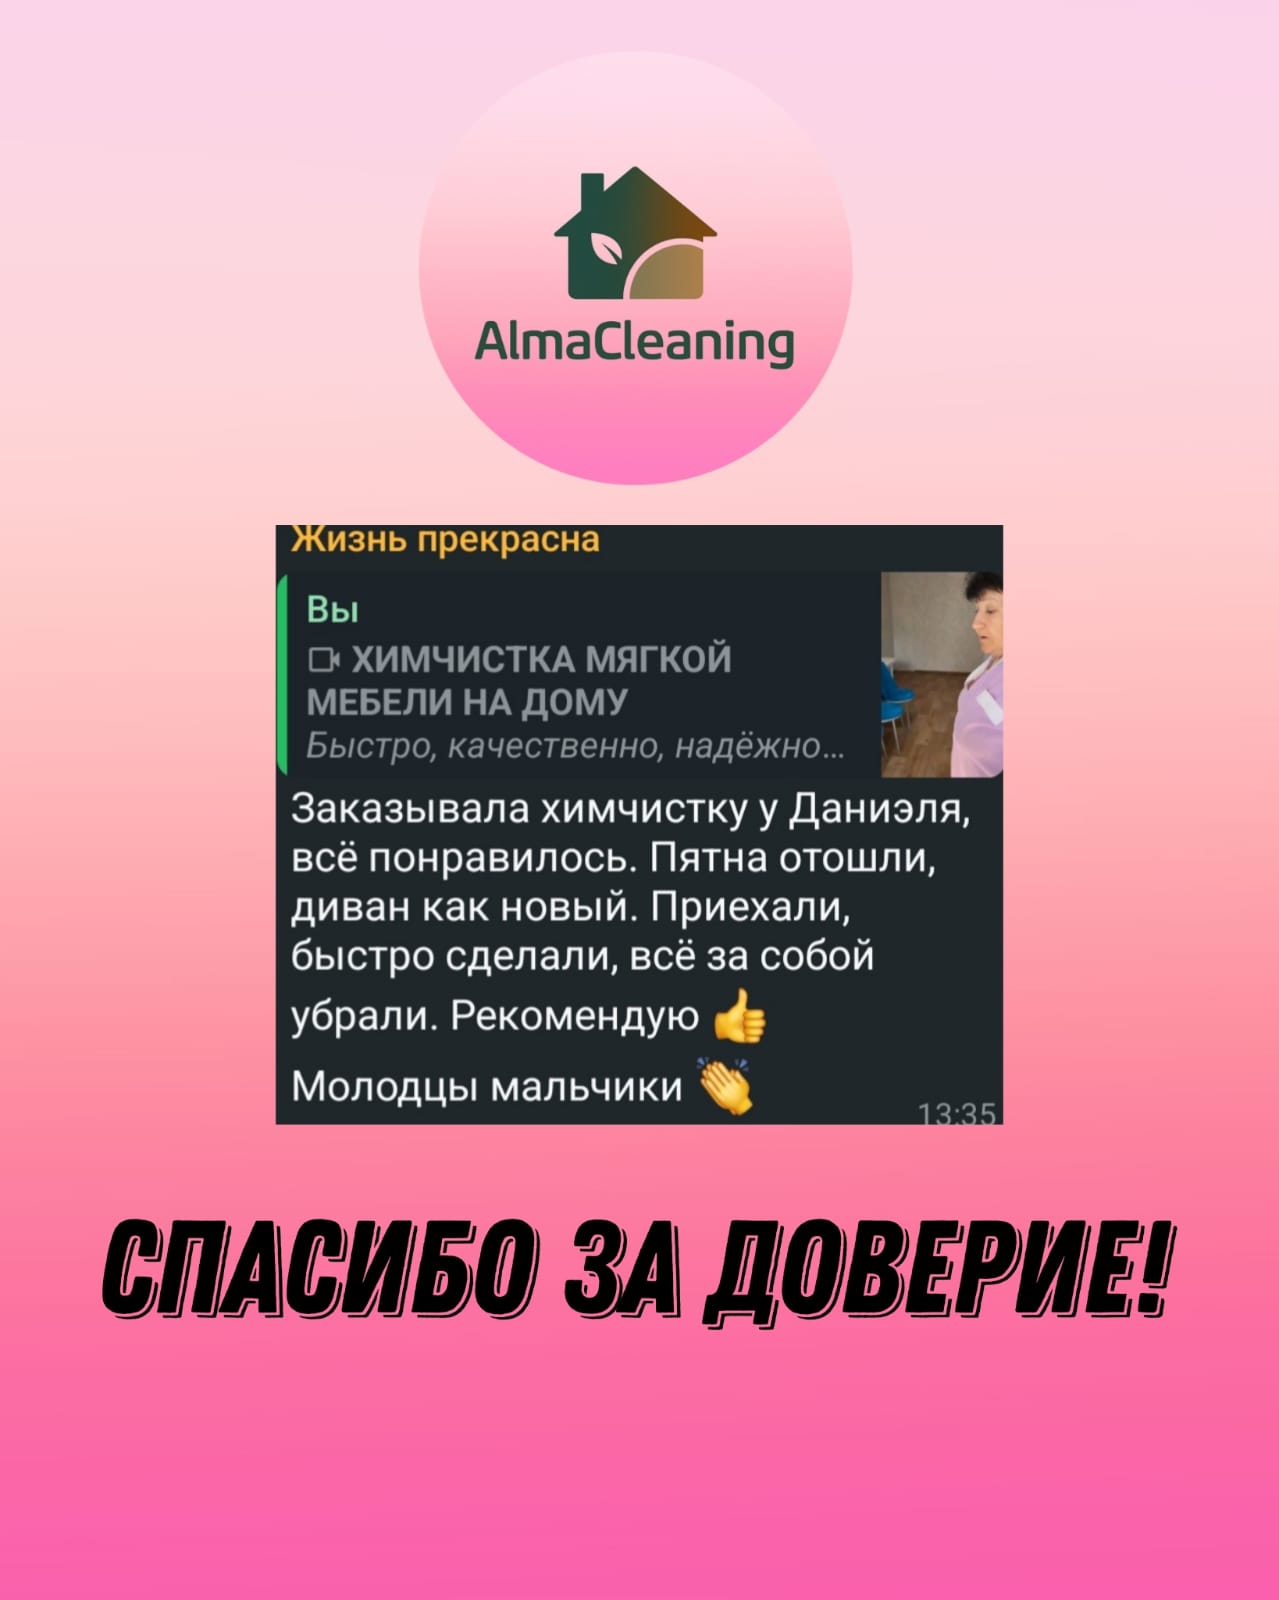 AlmaCleaning
Жизнь прекрасна
Вы
ХИМЧИСТКА МЯГКОЙ
МЕБЕЛИ НА ДОМУ
Быстро, качественно, надёжно...
Заказывала химчистку у Даниэля,
всё понравилось. Пятна отошли,
диван как новый. Приехали,
быстро сделали, всё за собой
убрали. Рекомендую 👍
Молодцы мальчики 👏
13:35
СПАСИБО ЗА ДОВЕРИЕ!